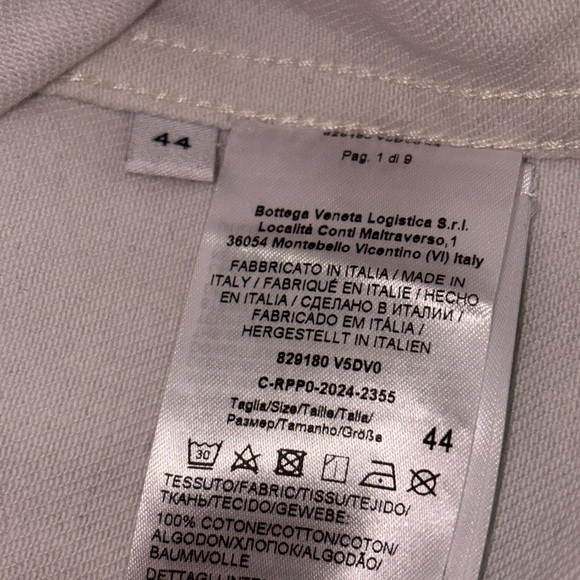 44
Pag. 1 di 9
Bottega Veneta Logistica S.r.l.
Località Conti Maltraverso,1
36054 Montebello Vicentino (VI) Italy
FABBRICATO IN ITALIA / MADE IN
ITALY / FABRIQUÉ EN ITALIE / HECHO
EN ITALIA / СДЕЛАНО В ИТАЛИИ /
FABRICADO EM ITÁLIA /
HERGESTELLT IN ITALIEN
829180 V5DV0
C-RPP0-2024-2355
Taglia/Size/Taille/Talla/
Размер/Tamanho/Größe
44
30
TESSUTO/FABRIC/TISSU/TEJIDO/
ТКАНЬ/TECIDO/GEWEBE:
100% COTONE/COTTON/COTON/
ALGODÓN/ХЛОПОК/ALGODÃO/
BAUMWOLLE